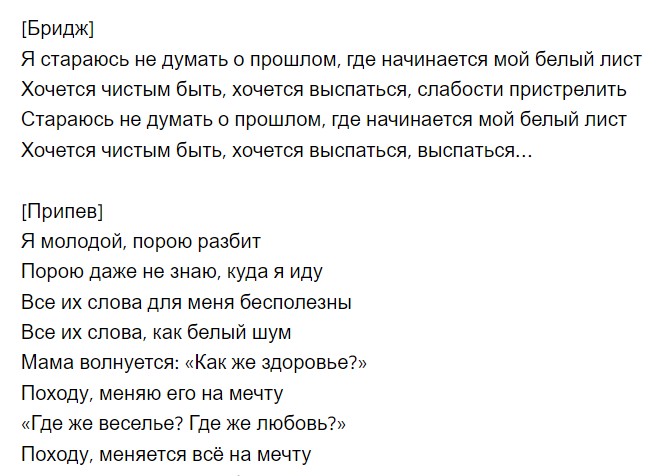 [Бридж]
Я стараюсь не думать о прошлом, где начинается мой белый лист
Хочется чистым быть, хочется выспаться, слабости пристрелить
Стараюсь не думать о прошлом, где начинается мой белый лист
Хочется чистым быть, хочется выспаться, выспаться...

[Припев]
Я молодой, порою разбит
Порою даже не знаю, куда я иду
Все их слова для меня бесполезны
Все их слова, как белый шум
Мама волнуется: «Как же здоровье?»
Походу, меняю его на мечту
«Где же веселье? Где же любовь?»
Походу, меняется всё на мечту